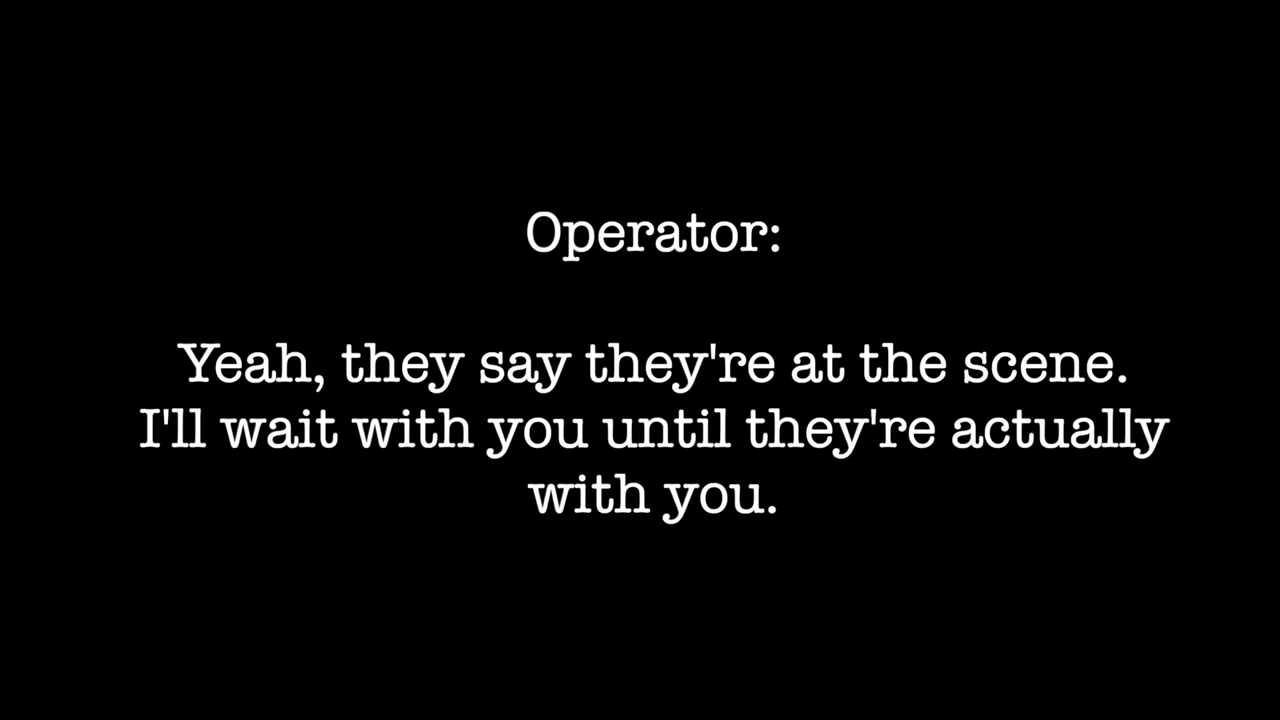 Operator:
Yeah, they say they're at the scene.
I'll wait with you until they're actually
with you.